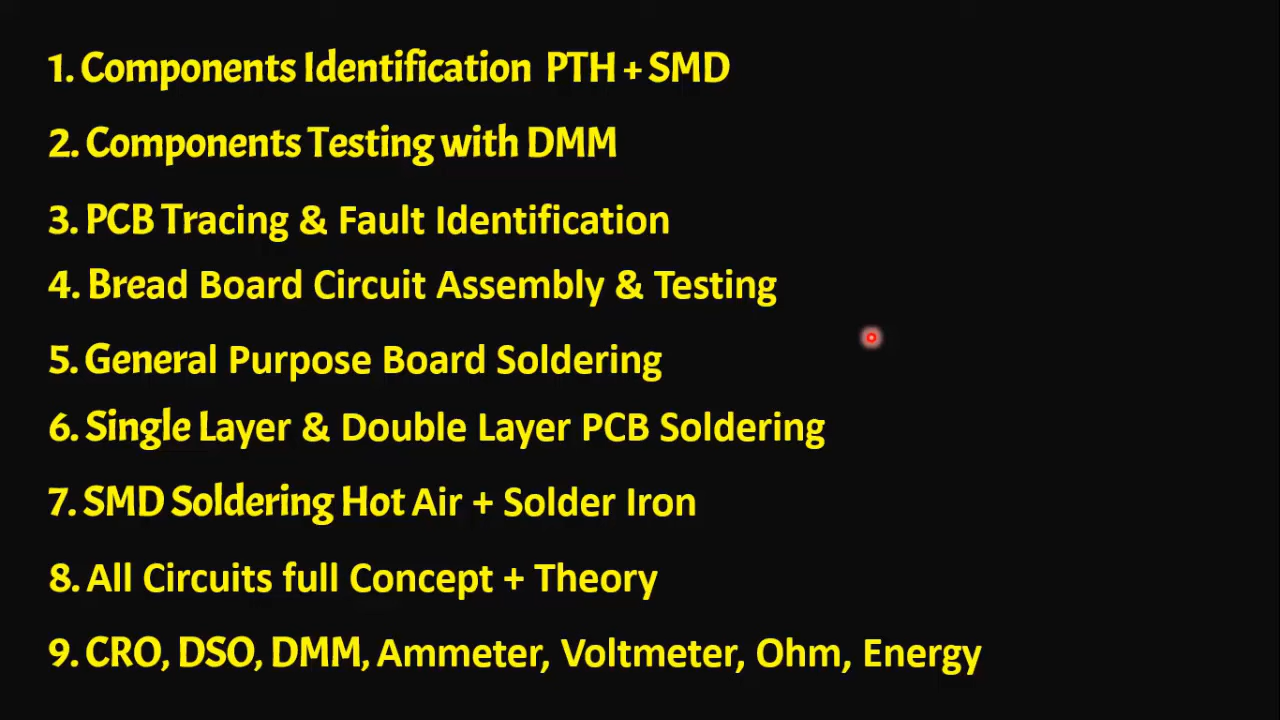 1. Components Identification PTH + SMD
2. Components Testing with DMM
3. PCB Tracing & Fault Identification
4. Bread Board Circuit Assembly & Testing
5. General Purpose Board Soldering
6. Single Layer & Double Layer PCB Soldering
7. SMD Soldering Hot Air + Solder Iron
8. All Circuits full Concept + Theory
9. CRO, DSO, DMM, Ammeter, Voltmeter, Ohm, Energy